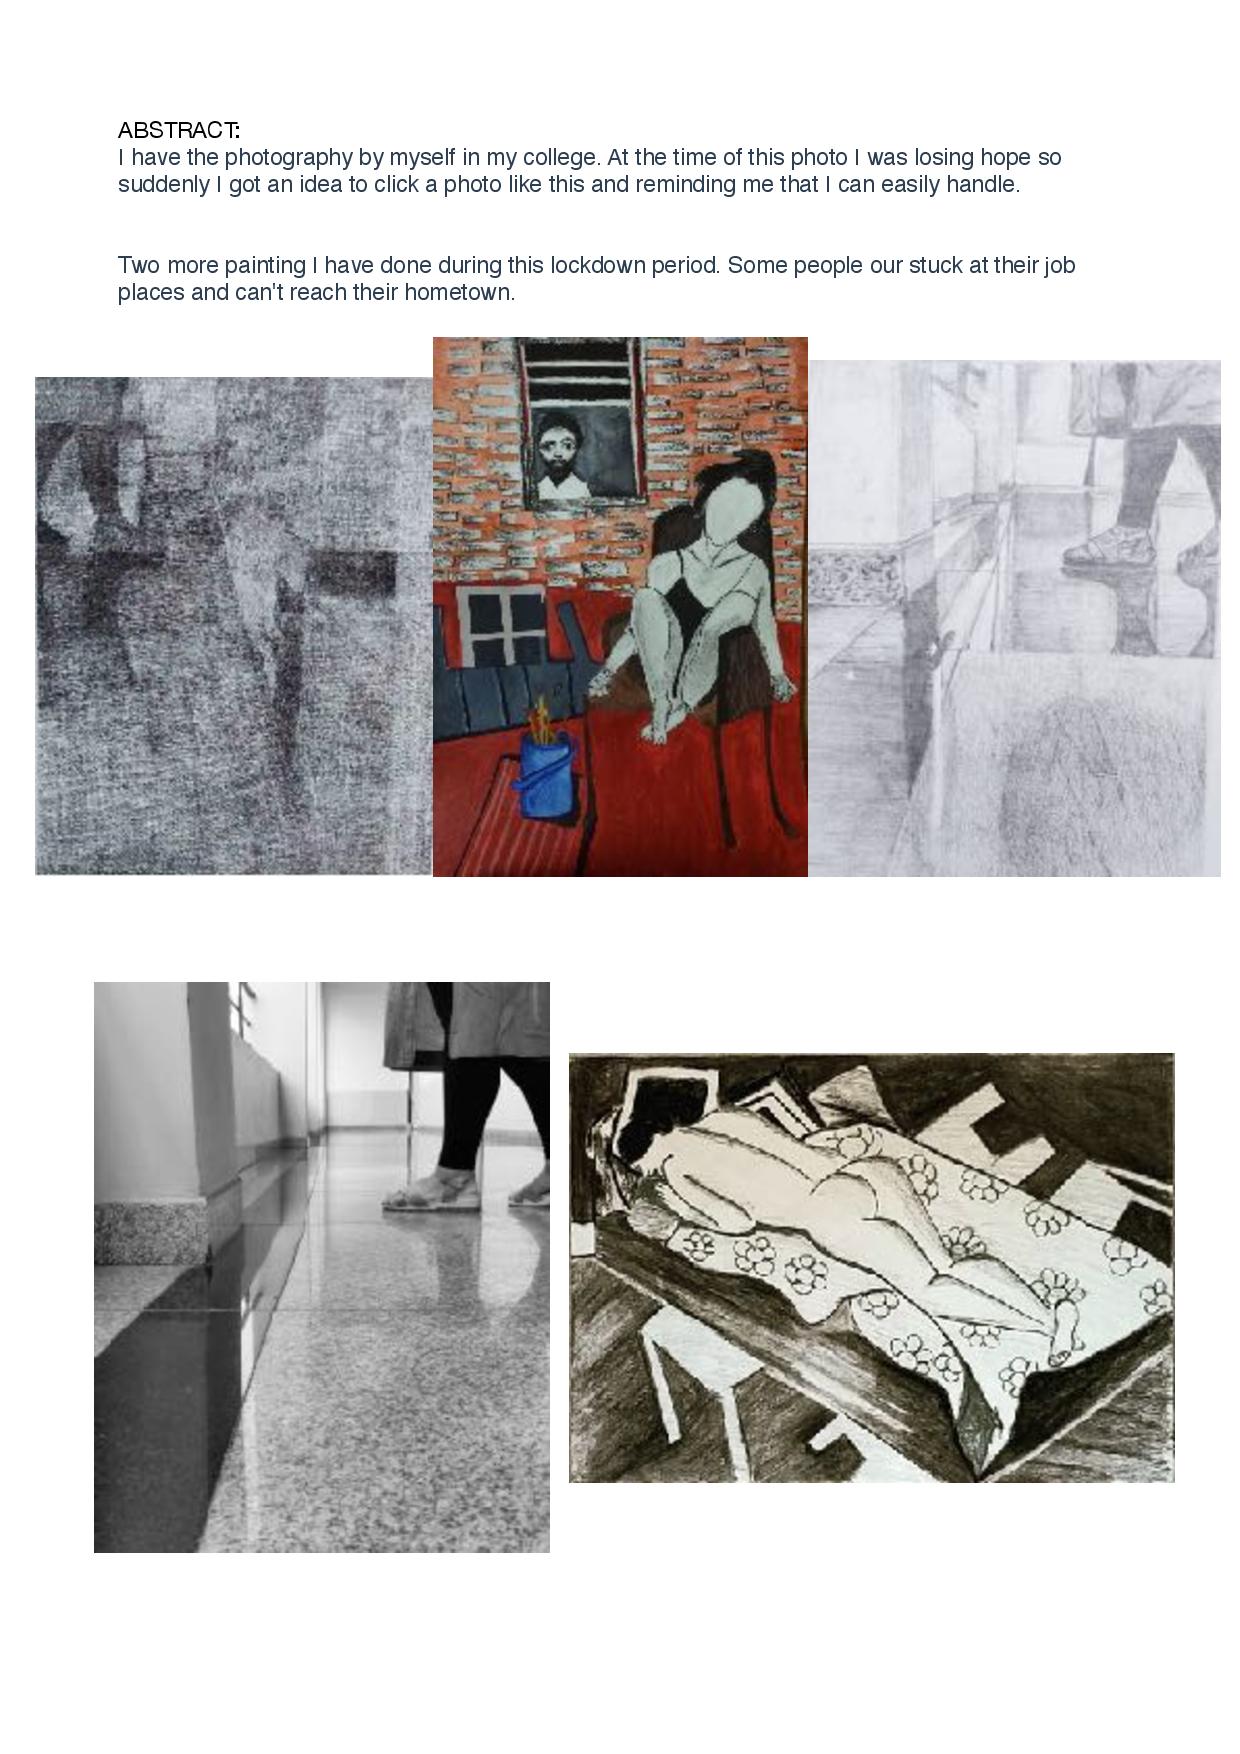 ABSTRACT:
I have the photography by myself in my college. At the time of this photo I was losing hope so
suddenly I got an idea to click a photo like this and reminding me that I can easily handle.
Two more painting I have done during this lockdown period. Some people our stuck at their job
places and can't reach their hometown.